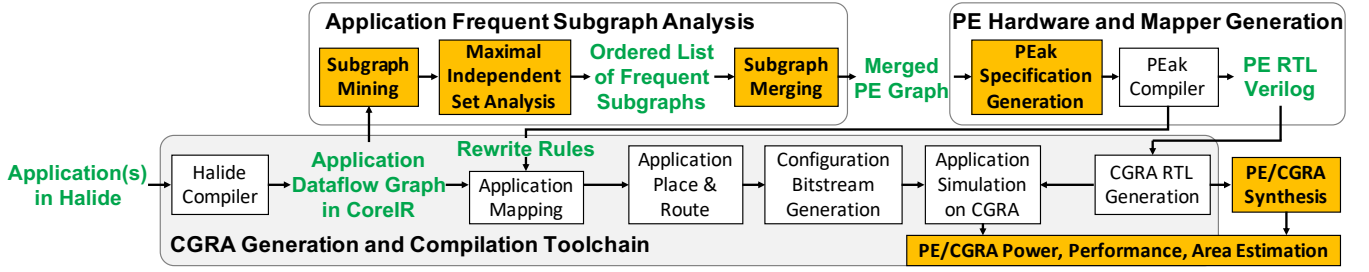 Application Frequent Subgraph Analysis
Subgraph
Mining
Maximal
Independent
Set Analysis
Ordered List
of Frequent
Subgraphs
Subgraph
Merging
Merged
PE Graph
PE Hardware and Mapper Generation
PEak
Specification
Generation
PEak
Compiler
PE RTL
Verilog
Application(s)
in Halide
Halide
Compiler
Application
Dataflow Graph
in CoreIR
Rewrite Rules
Application
Mapping
Application
Place &
Route
Configuration
Bitstream
Generation
Application
Simulation
on CGRA
CGRA RTL
Generation
PE/CGRA
Synthesis
CGRA Generation and Compilation Toolchain
PE/CGRA Power, Performance, Area Estimation